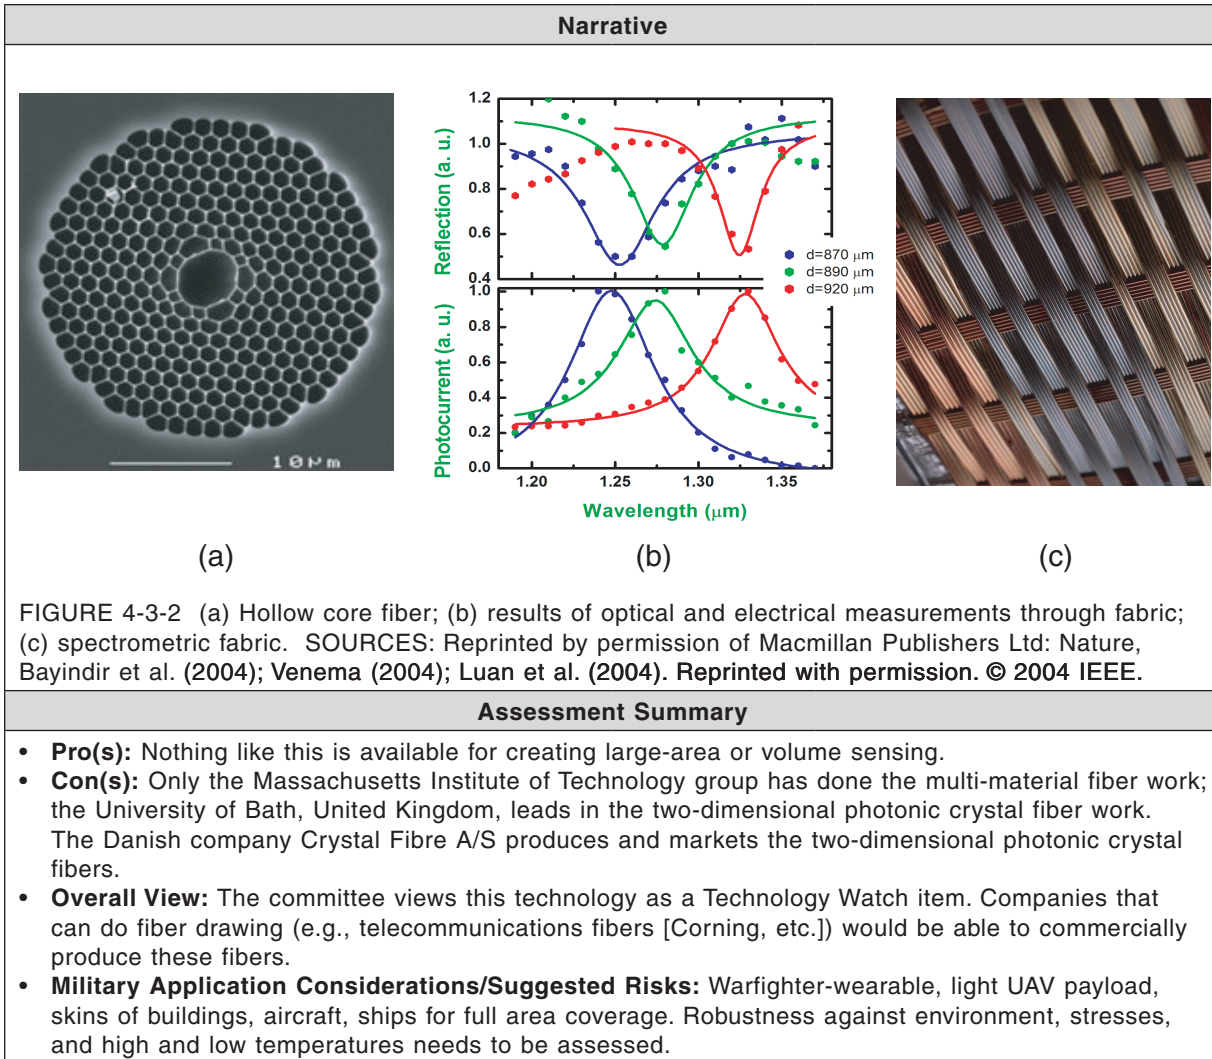 Narrative
10µm
1.2
1.0
0.8
0.6
0.4
Reflection (a. u.)
d=870 µm
d=890 µm
d=920 µm
1.0
0.8
0.6
0.4
0.2
0.0
Photocurrent (a. u.)
1.20 1.25 1.30 1.35
Wavelength (µm)
(a) (b) (c)
FIGURE 4-3-2 (a) Hollow core fiber; (b) results of optical and electrical measurements through fabric;
(c) spectrometric fabric. SOURCES: Reprinted by permission of Macmillan Publishers Ltd: Nature,
Bayindir et al. (2004); Venema (2004); Luan et al. (2004). Reprinted with permission. © 2004 IEEE.
Assessment Summary
• Pro(s): Nothing like this is available for creating large-area or volume sensing.
• Con(s): Only the Massachusetts Institute of Technology group has done the multi-material fiber work;
the University of Bath, United Kingdom, leads in the two-dimensional photonic crystal fiber work.
The Danish company Crystal Fibre A/S produces and markets the two-dimensional photonic crystal
fibers.
• Overall View: The committee views this technology as a Technology Watch item. Companies that
can do fiber drawing (e.g., telecommunications fibers [Corning, etc.]) would be able to commercially
produce these fibers.
• Military Application Considerations/Suggested Risks: Warfighter-wearable, light UAV payload,
skins of buildings, aircraft, ships for full area coverage. Robustness against environment, stresses,
and high and low temperatures needs to be assessed.